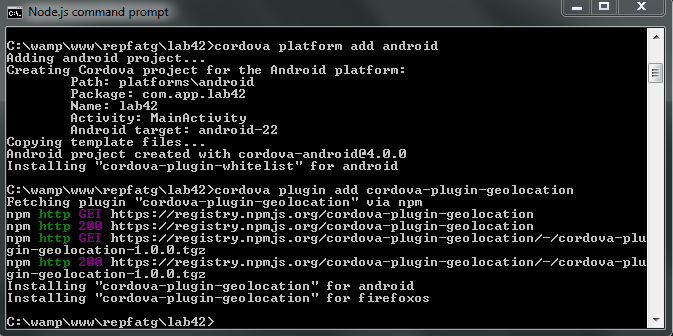 Node.js command prompt
C:\wamp\www\repfatg\lab42>cordova platform add android
Adding android project...
Creating Cordova project for the Android platform:
        Path: platforms\android
        Package: com.app.lab42
        Name: lab42
        Activity: MainActivity
        Android target: android-22
Copying template files...
Android project created with cordova-android@4.0.0
Installing "cordova-plugin-whitelist" for android
C:\wamp\www\repfatg\lab42>cordova plugin add cordova-plugin-geolocation
Fetching plugin "cordova-plugin-geolocation" via npm
npm http GET https://registry.npmjs.org/cordova-plugin-geolocation
npm http 200 https://registry.npmjs.org/cordova-plugin-geolocation
npm http GET https://registry.npmjs.org/cordova-plugin-geolocation/-/cordova-plu
gin-geolocation-1.0.0.tgz
npm http 200 https://registry.npmjs.org/cordova-plugin-geolocation/-/cordova-plu
gin-geolocation-1.0.0.tgz
Installing "cordova-plugin-geolocation" for android
Installing "cordova-plugin-geolocation" for firefoxos
C:\wamp\www\repfatg\lab42>